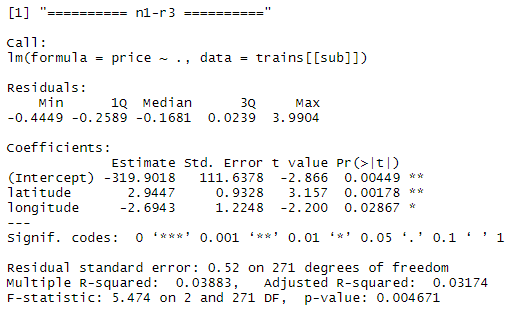 [1] "========== n1-r3 =========="
Call:
lm(formula = price ~ ., data = trains[[sub]])
Residuals:
Min 1Q Median 3Q Max
-0.4449 -0.2589 -0.1681 0.0239 3.9904
Coefficients:
Estimate Std. Error t value Pr(>|t|)
(Intercept) -319.9018 111.6378 -2.866 0.00449 **
latitude 2.9447 0.9328 3.157 0.00178 **
longitude -2.6943 1.2248 -2.200 0.02867 *
---
Signif. codes: 0 ‘***’ 0.001 ‘**’ 0.01 ‘*’ 0.05 ‘.’ 0.1 ‘ ’ 1
Residual standard error: 0.52 on 271 degrees of freedom
Multiple R-squared: 0.03883, Adjusted R-squared: 0.03174
F-statistic: 5.474 on 2 and 271 DF, p-value: 0.004671